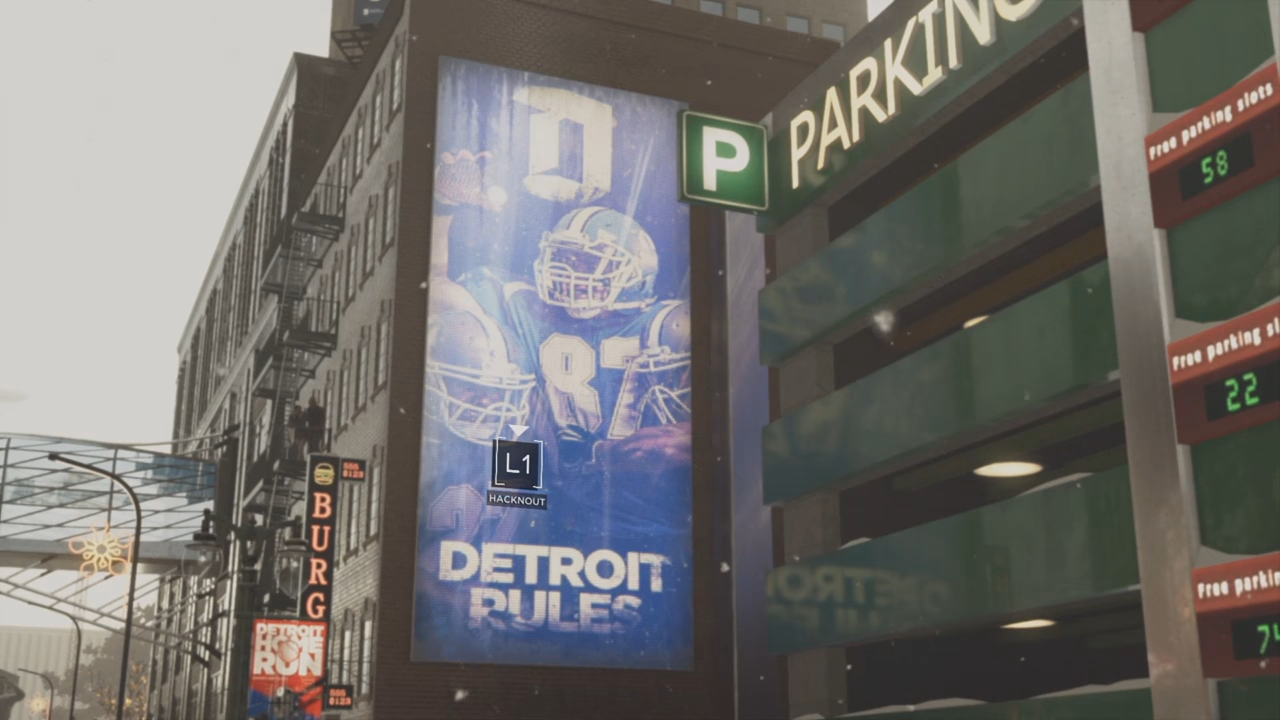 D
P
PARKING
Free parking slots
58
87
Free parking sl
22
L1
HACKNOUT
DETROIT
RULES
BURG
DETROIT
HOME
RUN
Free parkin
74